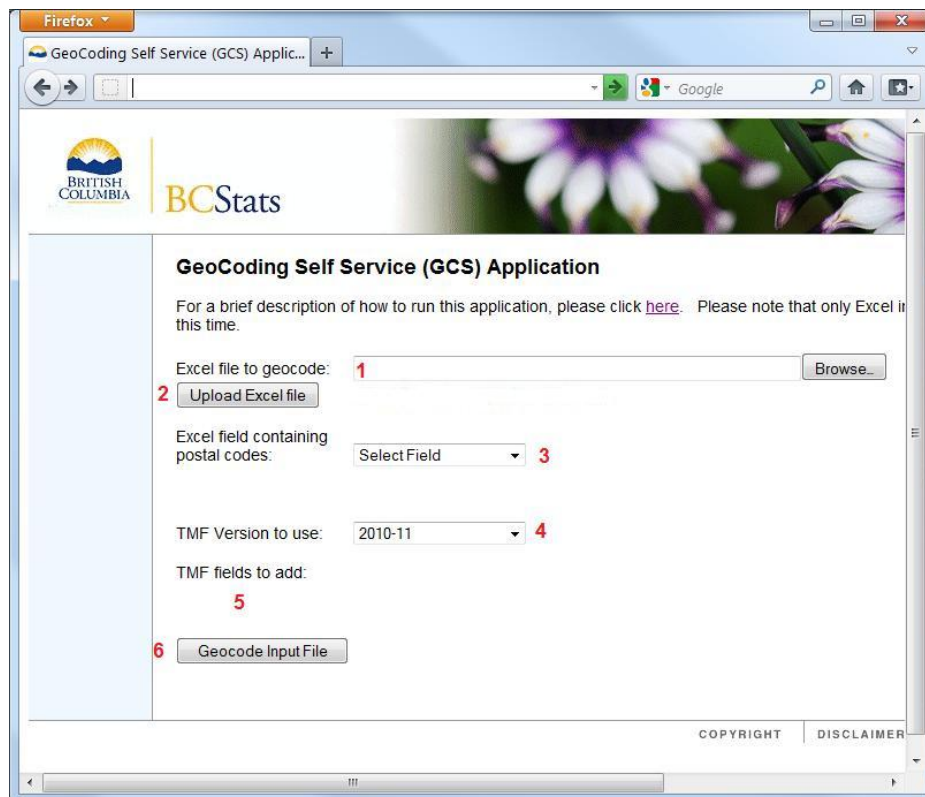 Firefox
GeoCoding Self Service (GCS) Applic...
Google
BRITISH
COLUMBIA
BCStats
GeoCoding Self Service (GCS) Application
For a brief description of how to run this application, please click here. Please note that only Excel in
this time.
Excel file to geocode: 1 Browse...
2 Upload Excel file
Excel field containing
postal codes: Select Field 3
TMF Version to use: 2010-11 4
TMF fields to add:
5
6 Geocode Input File
COPYRIGHT DISCLAIMER